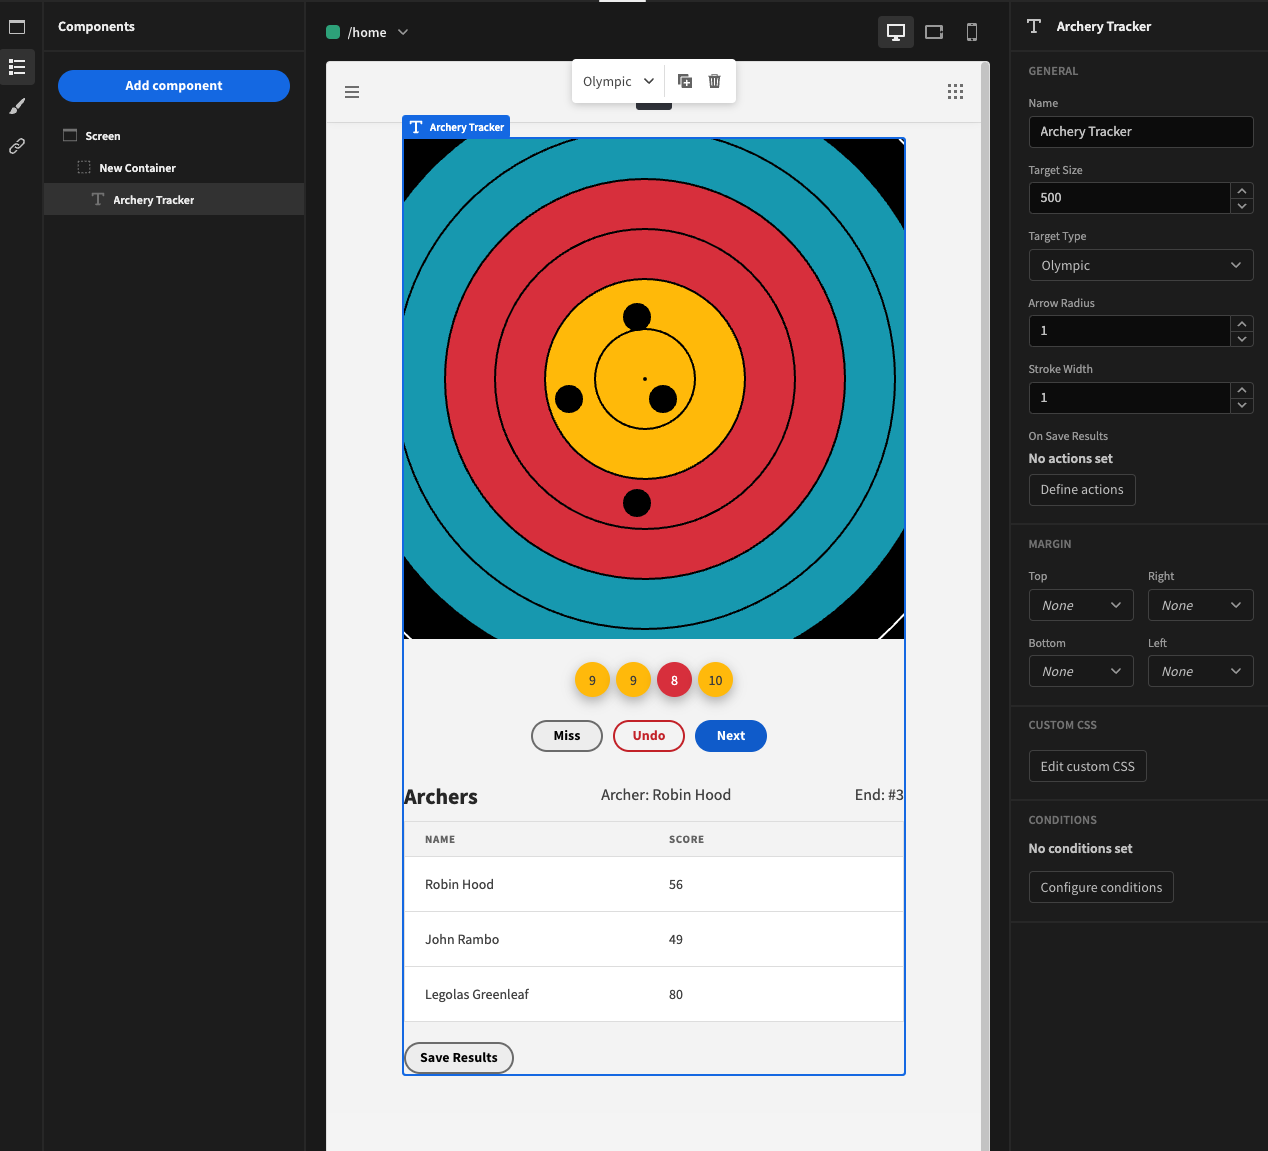 Components
Add component
Screen
New Container
Archery Tracker
/home
Olympic
Archery Tracker
9 9 8 10
Miss Undo Next
Archers Archer: Robin Hood End: #3
NAME SCORE
Robin Hood 56
John Rambo 49
Legolas Greenleaf 80
Save Results
Archery Tracker
GENERAL
Name
Archery Tracker
Target Size
500
Target Type
Olympic
Arrow Radius
1
Stroke Width
1
On Save Results
No actions set
Define actions
MARGIN
Top Right
None None
Bottom Left
None None
CUSTOM CSS
Edit custom CSS
CONDITIONS
No conditions set
Configure conditions